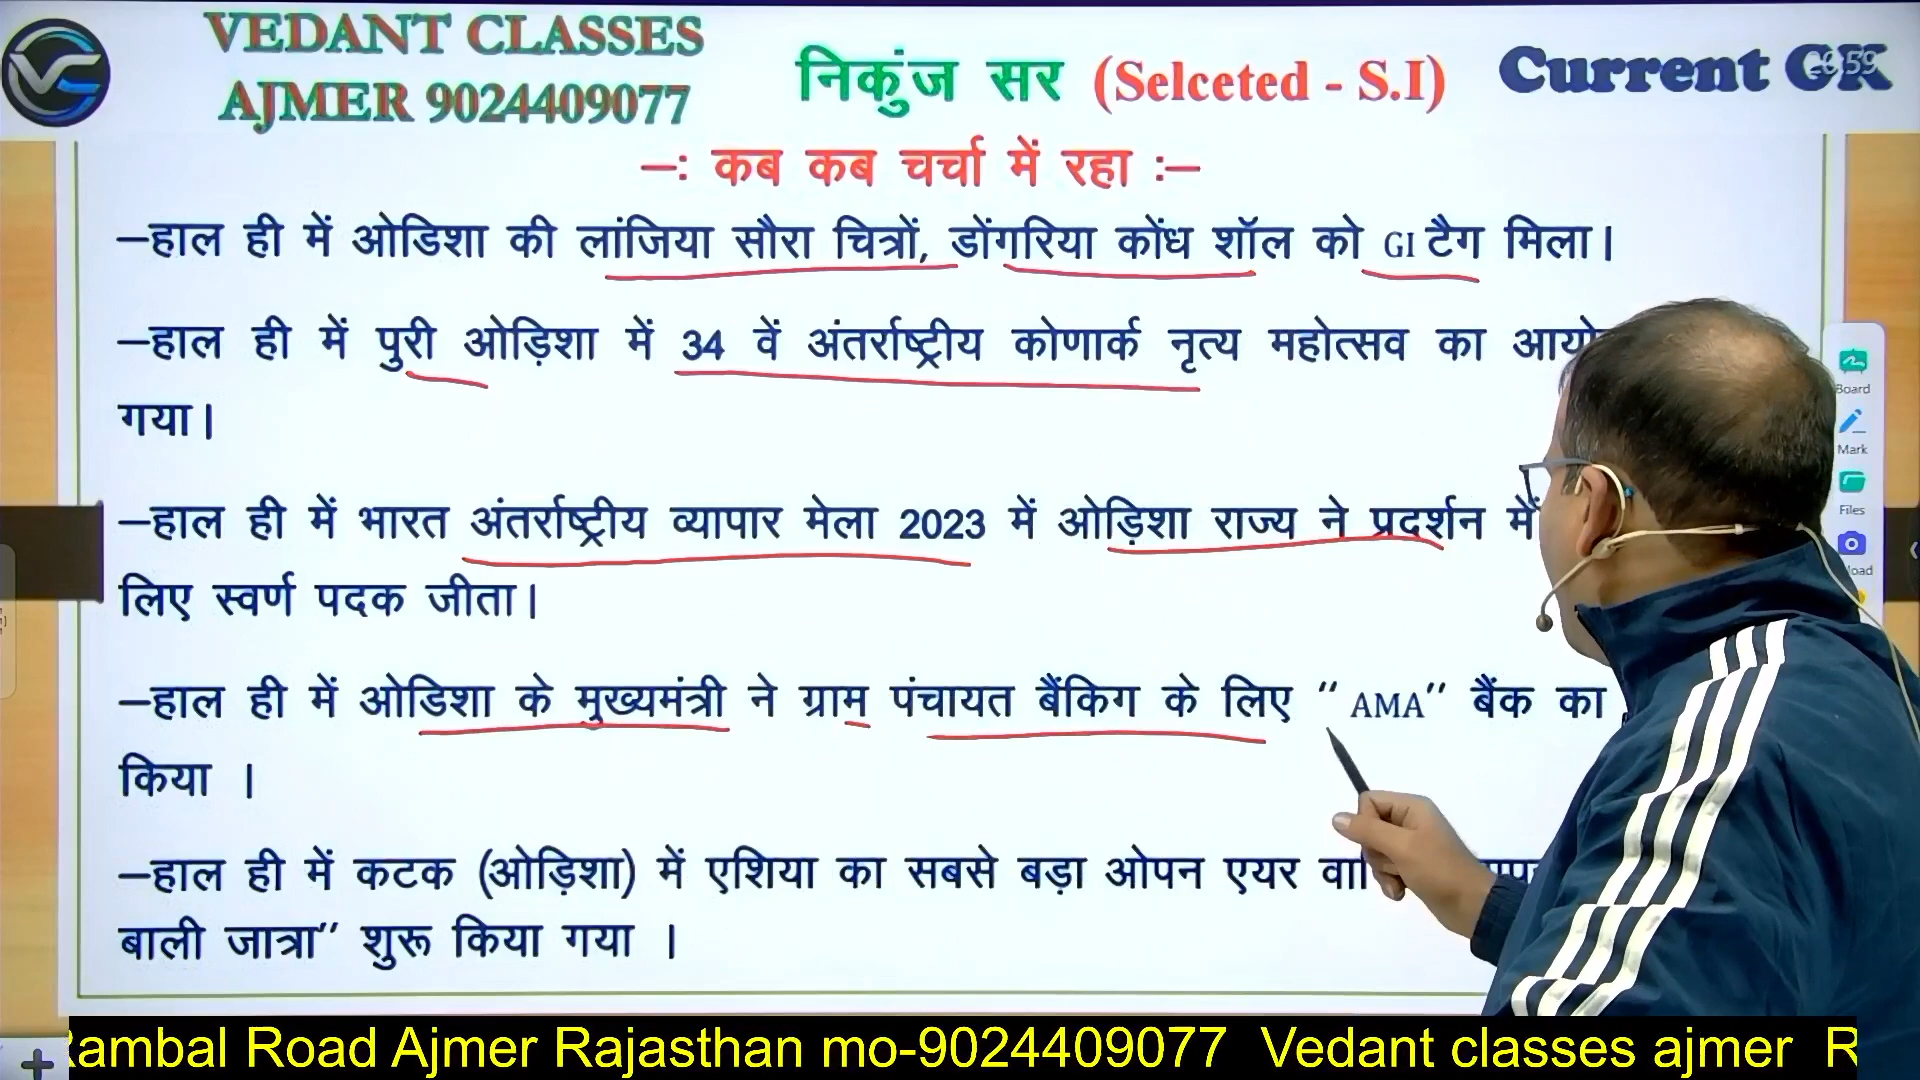 VEDANT CLASSES
AJMER 9024409077
निकुंज सर (Selceted - S.I)
Current GK
–: कब कब चर्चा में रहा :–
–हाल ही में ओडिशा की लांजिया सौरा चित्रों, डोंगरिया कोंध शॉल को GI टैग मिला।
–हाल ही में पुरी ओड़िशा में 34 वें अंतर्राष्ट्रीय कोणार्क नृत्य महोत्सव का
गया।
–हाल ही में भारत अंतर्राष्ट्रीय व्यापार मेला 2023 में ओड़िशा राज्य ने प्रदर्शन में
लिए स्वर्ण पदक जीता।
–हाल ही में ओडिशा के मुख्यमंत्री ने ग्राम पंचायत बैंकिंग के लिए "AMA" बैंक का
किया ।
–हाल ही में कटक (ओड़िशा) में एशिया का सबसे बड़ा ओपन एयर
बाली जात्रा" शुरू किया गया ।
Board
Mark
Files
Rambal Road Ajmer Rajasthan mo-9024409077 Vedant classes ajmer R